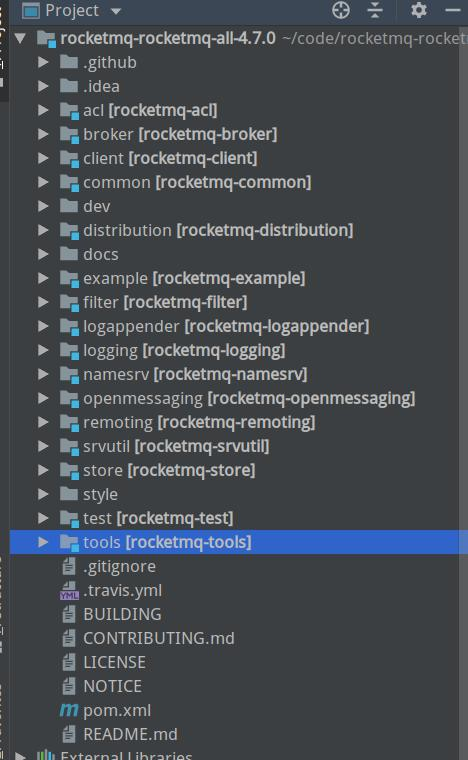 Project
rocketmq-rocketmq-all-4.7.0 ~/code/rocketmq-rocket
.github
.idea
acl [rocketmq-acl]
broker [rocketmq-broker]
client [rocketmq-client]
common [rocketmq-common]
dev
distribution [rocketmq-distribution]
docs
example [rocketmq-example]
filter [rocketmq-filter]
logappender [rocketmq-logappender]
logging [rocketmq-logging]
namesrv [rocketmq-namesrv]
openmessaging [rocketmq-openmessaging]
remoting [rocketmq-remoting]
srvutil [rocketmq-srvutil]
store [rocketmq-store]
style
test [rocketmq-test]
tools [rocketmq-tools]
.gitignore
YML .travis.yml
BUILDING
CONTRIBUTING.md
LICENSE
NOTICE
m pom.xml
README.md
External Libraries